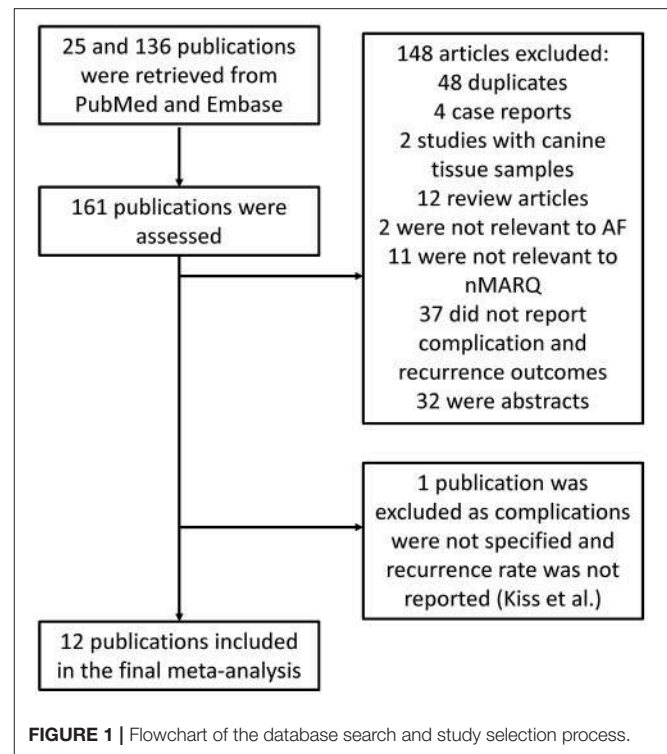 25 and 136 publications
were retrieved from
PubMed and Embase
161 publications were
assessed
148 articles excluded:
48 duplicates
4 case reports
2 studies with canine
tissue samples
12 review articles
2 were not relevant to AF
11 were not relevant to
nMARQ
37 did not report
complication and
recurrence outcomes
32 were abstracts
1 publication was
excluded as complications
were not specified and
recurrence rate was not
reported (Kiss et al.)
12 publications included
in the final meta-analysis
FIGURE 1 | Flowchart of the database search and study selection process.